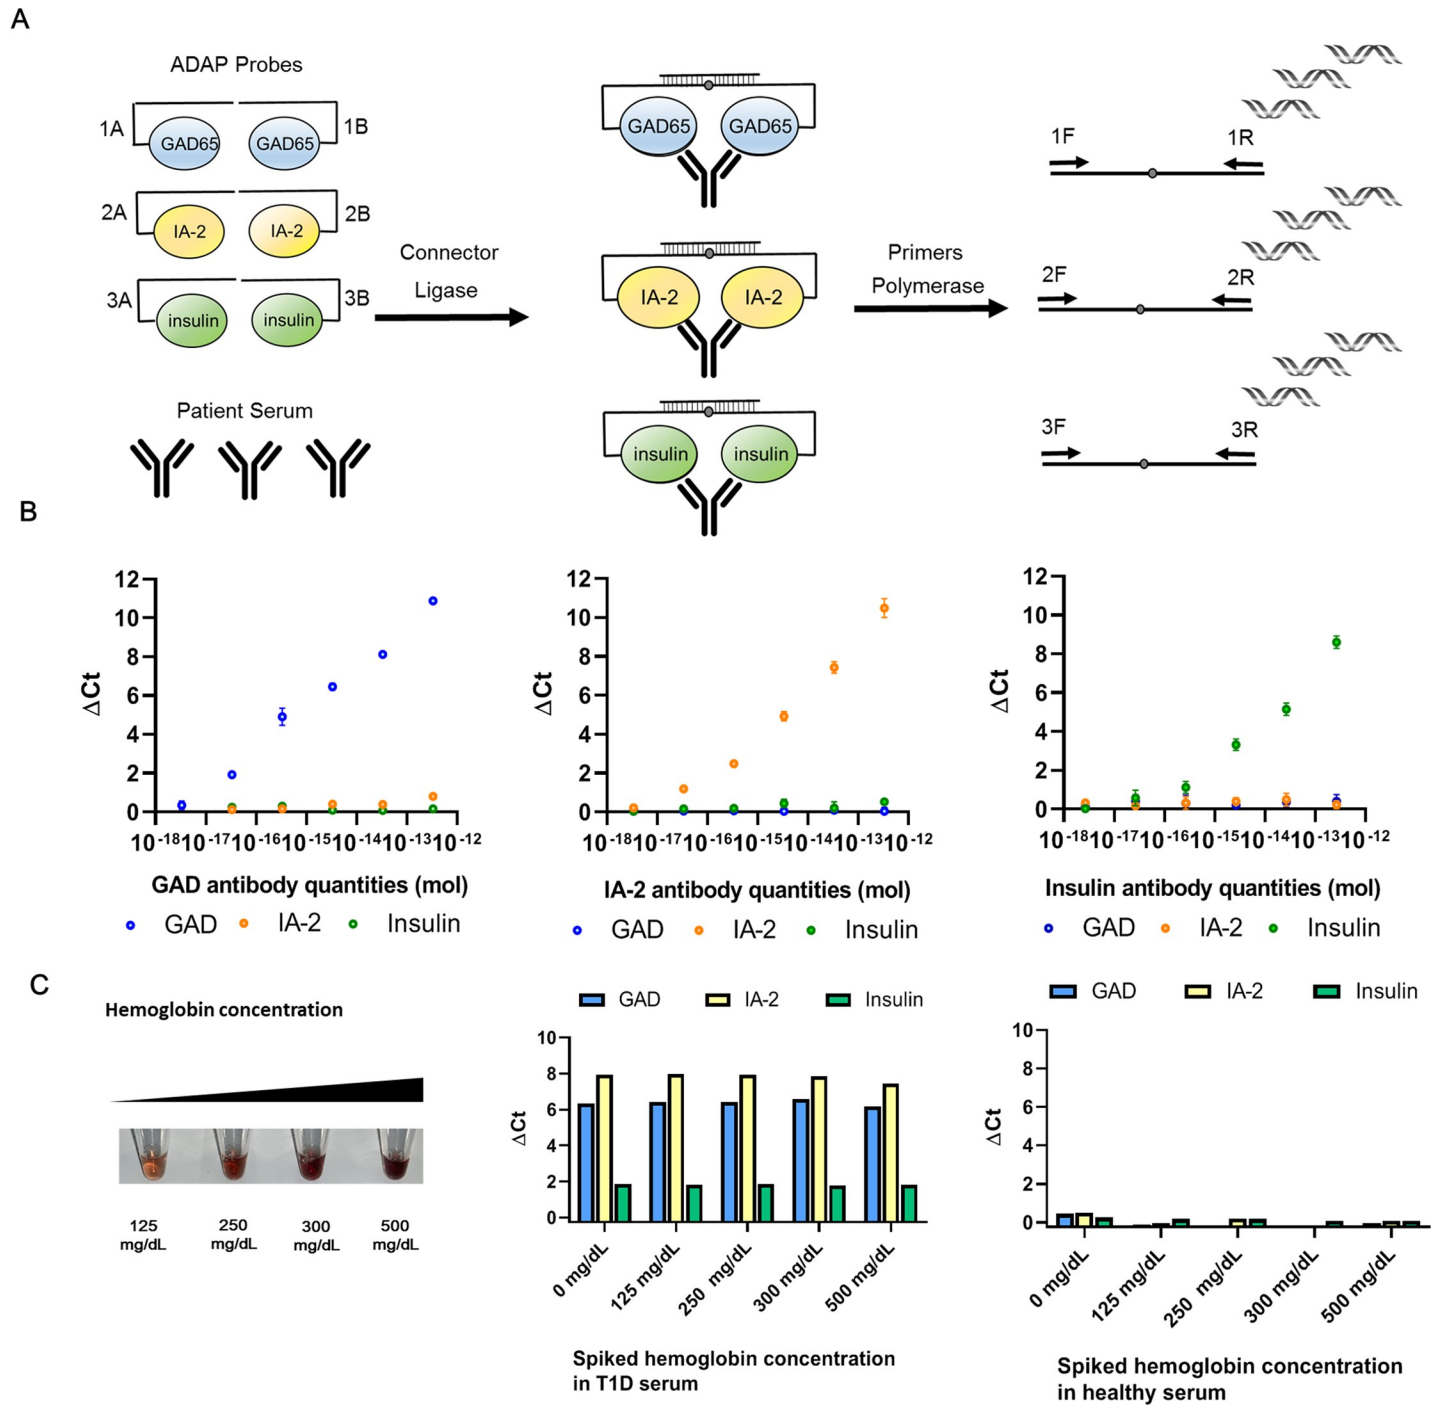 A
ADAP Probes
1A
GAD65
GAD65
1B
2A
IA-2
IA-2
2B
3A
insulin
insulin
3B
Patient Serum
Connector
Ligase
GAD65
GAD65
IA-2
IA-2
insulin
insulin
Primers
Polymerase
1F
1R
2F
2R
3F
3R
B
12
10
8
6
4
2
0
ΔCt
10-18 10-17 10-16 10-15 10-14 10-13 10-12
GAD antibody quantities (mol)
GAD IA-2 Insulin
12
10
8
6
4
2
0
ΔCt
10-18 10-17 10-16 10-15 10-14 10-13 10-12
IA-2 antibody quantities (mol)
GAD IA-2 Insulin
12
10
8
6
4
2
0
ΔCt
10-18 10-17 10-16 10-15 10-14 10-13 10-12
Insulin antibody quantities (mol)
GAD IA-2 Insulin
C
Hemoglobin concentration
125 250 300 500
mg/dL mg/dL mg/dL mg/dL
GAD IA-2 Insulin
10
8
6
4
2
0
ΔCt
0 mg/dL
125 mg/dL
250 mg/dL
300 mg/dL
500 mg/dL
Spiked hemoglobin concentration
in T1D serum
GAD IA-2 Insulin
10
8
6
4
2
0
ΔCt
0 mg/dL
125 mg/dL
250 mg/dL
300 mg/dL
500 mg/dL
Spiked hemoglobin concentration
in healthy serum